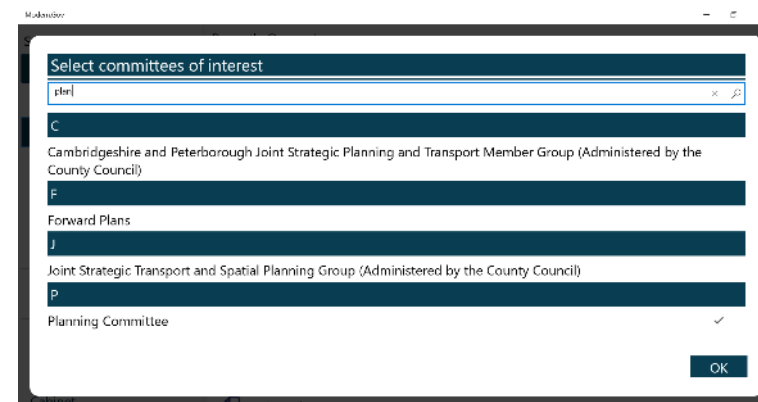 Select committees of interest
plan
C
Cambridgeshire and Peterborough Joint Strategic Planning and Transport Member Group (Administered by the
County Council)
F
Forward Plans
J
Joint Strategic Transport and Spatial Planning Group (Administered by the County Council)
P
Planning Committee
OK
Cabinet